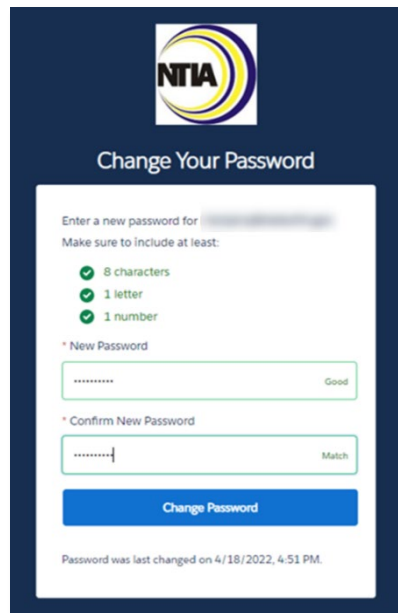 NTIA
Change Your Password
Enter a new password for
Make sure to include at least:
8 characters
1 letter
1 number
* New Password
•••••••••• Good
* Confirm New Password
•••••••••• Match
Change Password
Password was last changed on 4/18/2022, 4:51 PM.